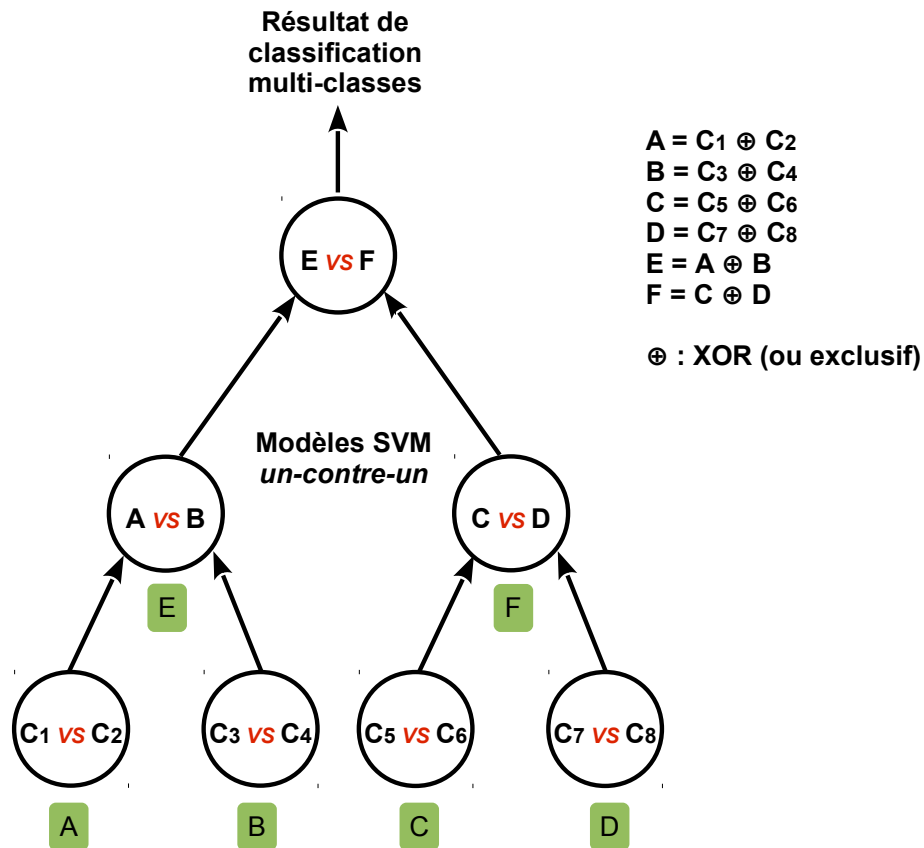 Résultat de
classification
multi-classes
A = C1 ⊕ C2
B = C3 ⊕ C4
C = C5 ⊕ C6
D = C7 ⊕ C8
E = A ⊕ B
F = C ⊕ D
⊕ : XOR (ou exclusif)
E vs F
Modèles SVM
un-contre-un
A vs B
C vs D
E
F
C1 vs C2
C3 vs C4
C5 vs C6
C7 vs C8
A
B
C
D